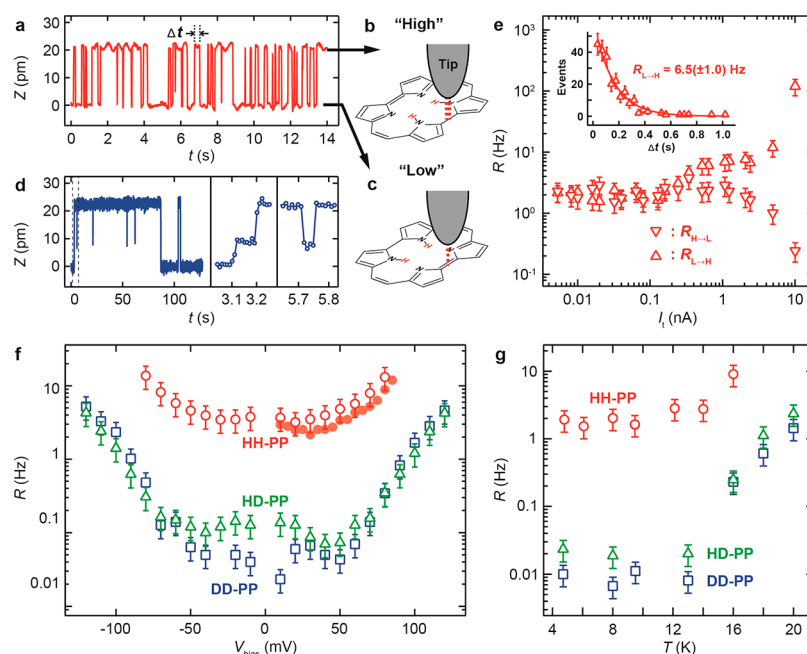 a
Z (pm)
30
20
10
0
Δt
0 2 4 6 8 10 12 14
t (s)
b
"High"
Tip
N
H
N
H
N
c
"Low"
H
N
H
N
N
d
Z (pm)
30
20
10
0
0 50 100
3.1 3.2
5.7 5.8
t (s)
e
R (Hz)
10³
10²
10¹
10⁰
10⁻¹
Events
40
20
0
0 0.2 0.4 0.6 0.8 1.0
Δt (s)
R L→H = 6.5(±1.0) Hz
: R H→L
: R L→H
0.01 0.1 1 10
I t (nA)
f
R (Hz)
10
1
0.1
0.01
HH-PP
HD-PP
DD-PP
-100 -50 0 50 100
(mV)
g
R (Hz)
10
1
0.1
0.01
HH-PP
HD-PP
DD-PP
4 6 8 10 12 14 16 18 20
T (K)